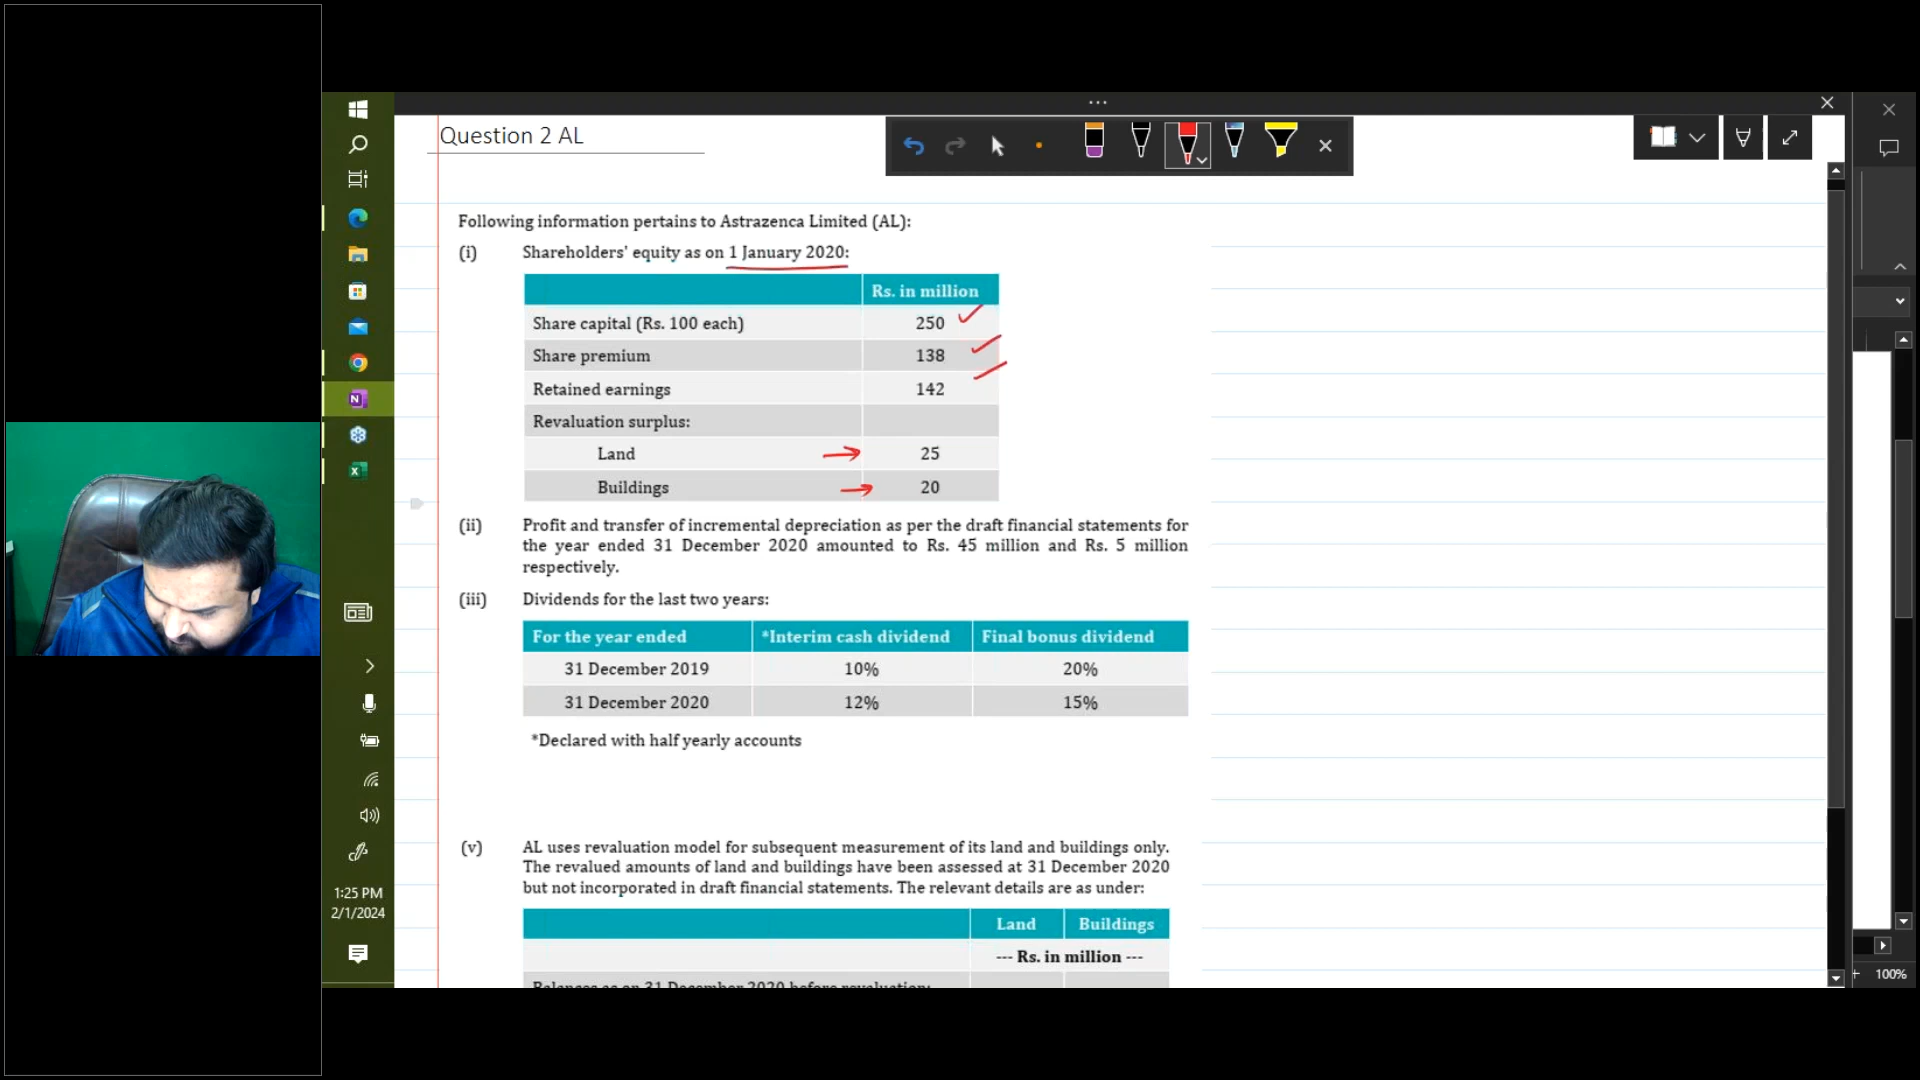 Question 2 AL
Following information pertains to Astrazenca Limited (AL):
(i) Shareholders' equity as on 1 January 2020:
Rs. in million
Share capital (Rs. 100 each) 250
Share premium 138
Retained earnings 142
Revaluation surplus:
Land 25
Buildings 20
(ii) Profit and transfer of incremental depreciation as per the draft financial statements for
the year ended 31 December 2020 amounted to Rs. 45 million and Rs. 5 million
respectively.
(iii) Dividends for the last two years:
For the year ended *Interim cash dividend Final bonus dividend
31 December 2019 10% 20%
31 December 2020 12% 15%
*Declared with half yearly accounts
(v) AL uses revaluation model for subsequent measurement of its land and buildings only.
The revalued amounts of land and buildings have been assessed at 31 December 2020
but not incorporated in draft financial statements. The relevant details are as under:
Land Buildings
--- Rs. in million ---
Balances as on 31 December 2020 before revaluation:
1:25 PM
2/1/2024
100%